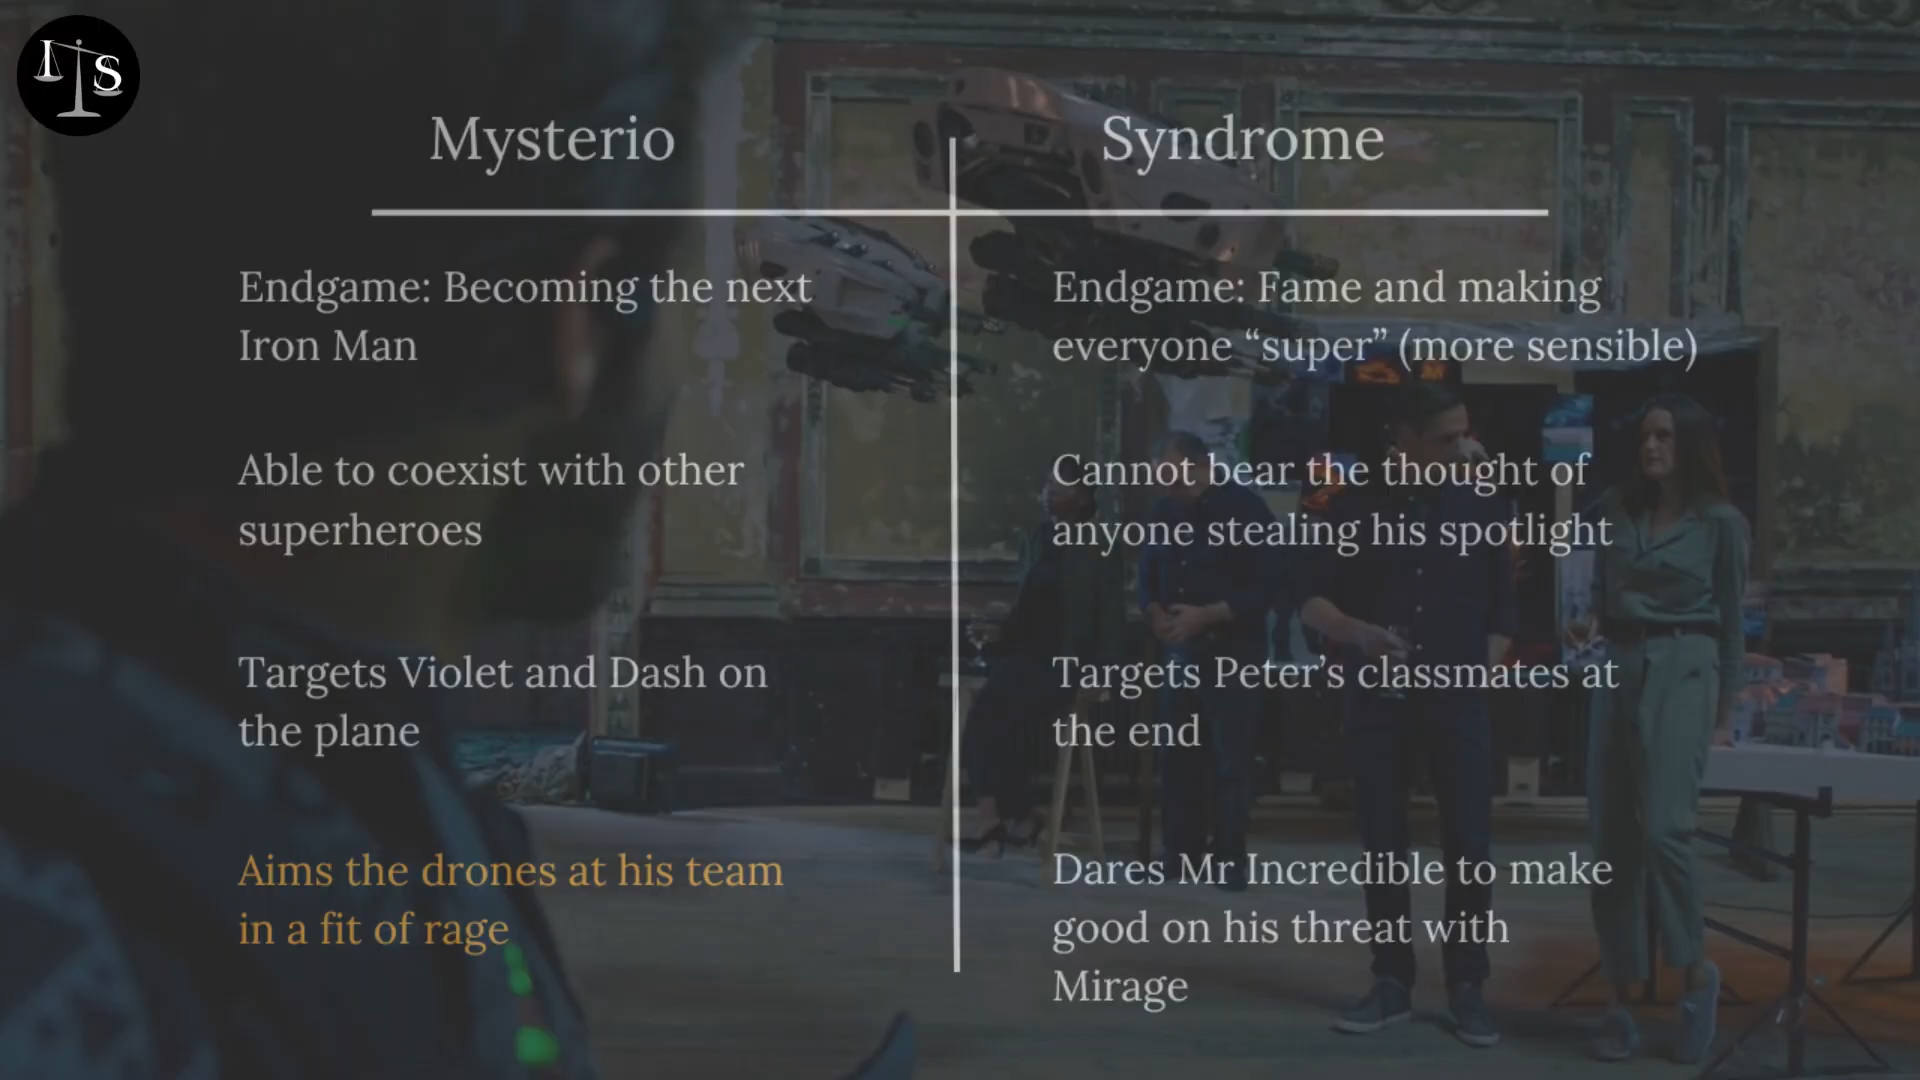 I S
Mysterio
Syndrome
Endgame: Becoming the next
Iron Man
Endgame: Fame and making
everyone “super” (more sensible)
Able to coexist with other
superheroes
Cannot bear the thought of
anyone stealing his spotlight
Targets Violet and Dash on
the plane
Targets Peter’s classmates at
the end
Aims the drones at his team
in a fit of rage
Dares Mr Incredible to make
good on his threat with
Mirage